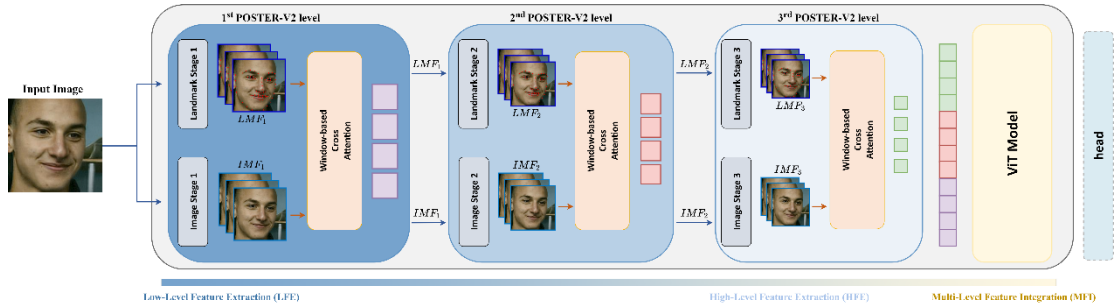 1st POSTER-V2 level
2nd POSTER-V2 level
3rd POSTER-V2 level
Input Image
Landmark Stage 1
LMF1
Image Stage 1
IMF1
Window-based
Cross
Attention
LMF1
IMF1
Landmark Stage 2
LMF2
Image Stage 2
IMF2
Window-based
Cross
Attention
LMF2
IMF2
Landmark Stage 3
LMF3
Image Stage 3
IMF3
Window-based
Cross
Attention
ViT Model
head
Low-Level Feature Extraction (LFE)
High-Level Feature Extraction (HFE)
Multi-Level Feature Integration (MFI)